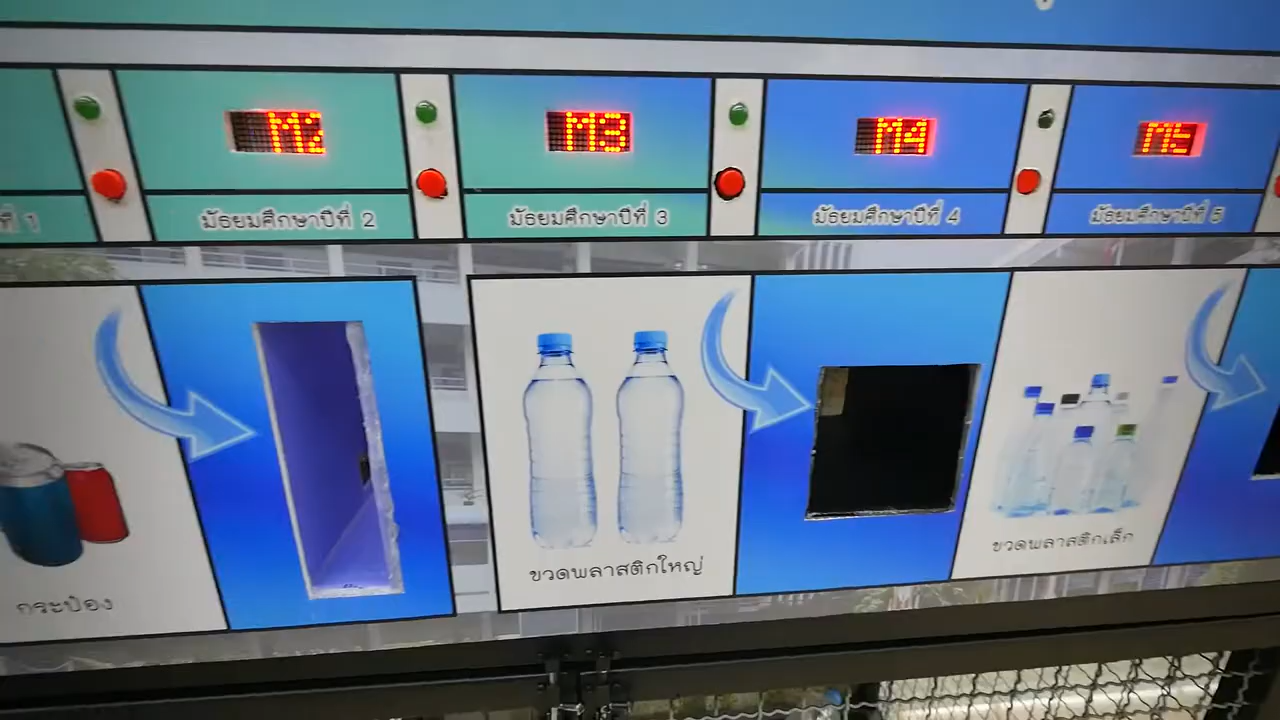 M2
M3
M4
M5
ที่ 1
มัธยมศึกษาปีที่ 2
มัธยมศึกษาปีที่ 3
มัธยมศึกษาปีที่ 4
มัธยมศึกษาปีที่ 5
กระป๋อง
ขวดพลาสติกใหญ่
ขวดพลาสติกเล็ก